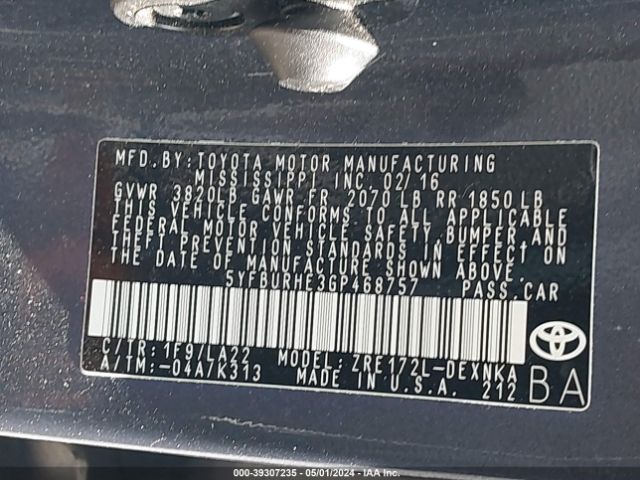 MFD. BY: TOYOTA MOTOR MANUFACTURING
MISSISSIPPI, INC. 02/16
GVWR 3820LB GAWR FR 2070 LB RR 1850 LB
THIS VEHICLE CONFORMS TO ALL APPLICABLE
FEDERAL MOTOR VEHICLE SAFETY, BUMPER AND
THEFT PREVENTION STANDARDS IN EFFECT ON
THE DATE OF MANUFACTURE SHOWN ABOVE.
5YFBURHE3GP468757 PASS. CAR
C/TR: 1F9/LA22 MODEL: ZRE172L-DEXNKA
A/TM: -04A/K313 MADE IN U.S.A. 212
BA
000-39307235 - 05/01/2024 - IAA Inc.